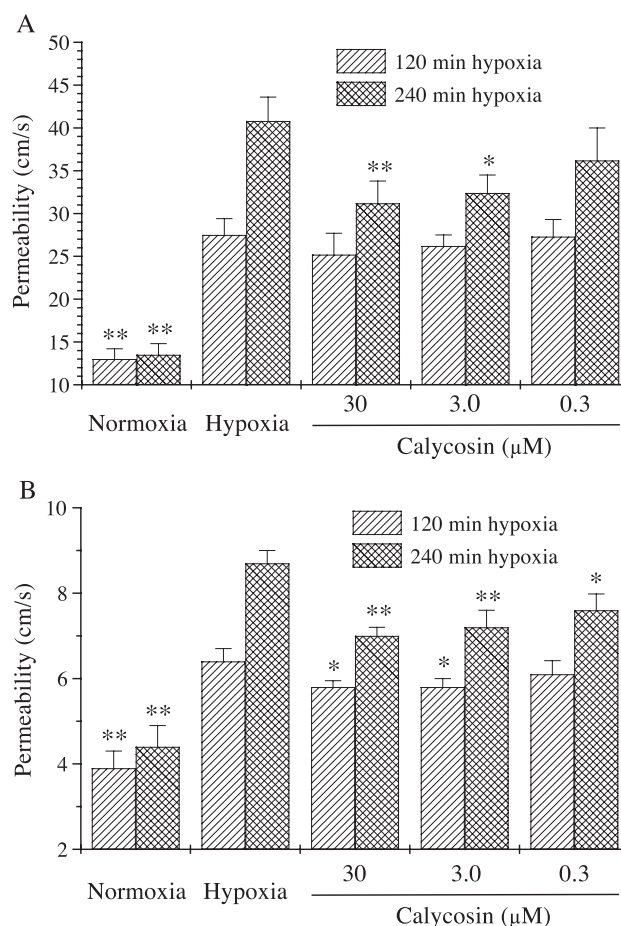 A
50
45
40
35
30
25
20
15
10
Permeability (cm/s)
120 min hypoxia
240 min hypoxia
** **
**
*
30 3.0 0.3
Normoxia Hypoxia
Calycosin (μM)
B
10
8
6
4
2
Permeability (cm/s)
120 min hypoxia
240 min hypoxia
** **
* **
* **
*
30 3.0 0.3
Normoxia Hypoxia
Calycosin (μM)